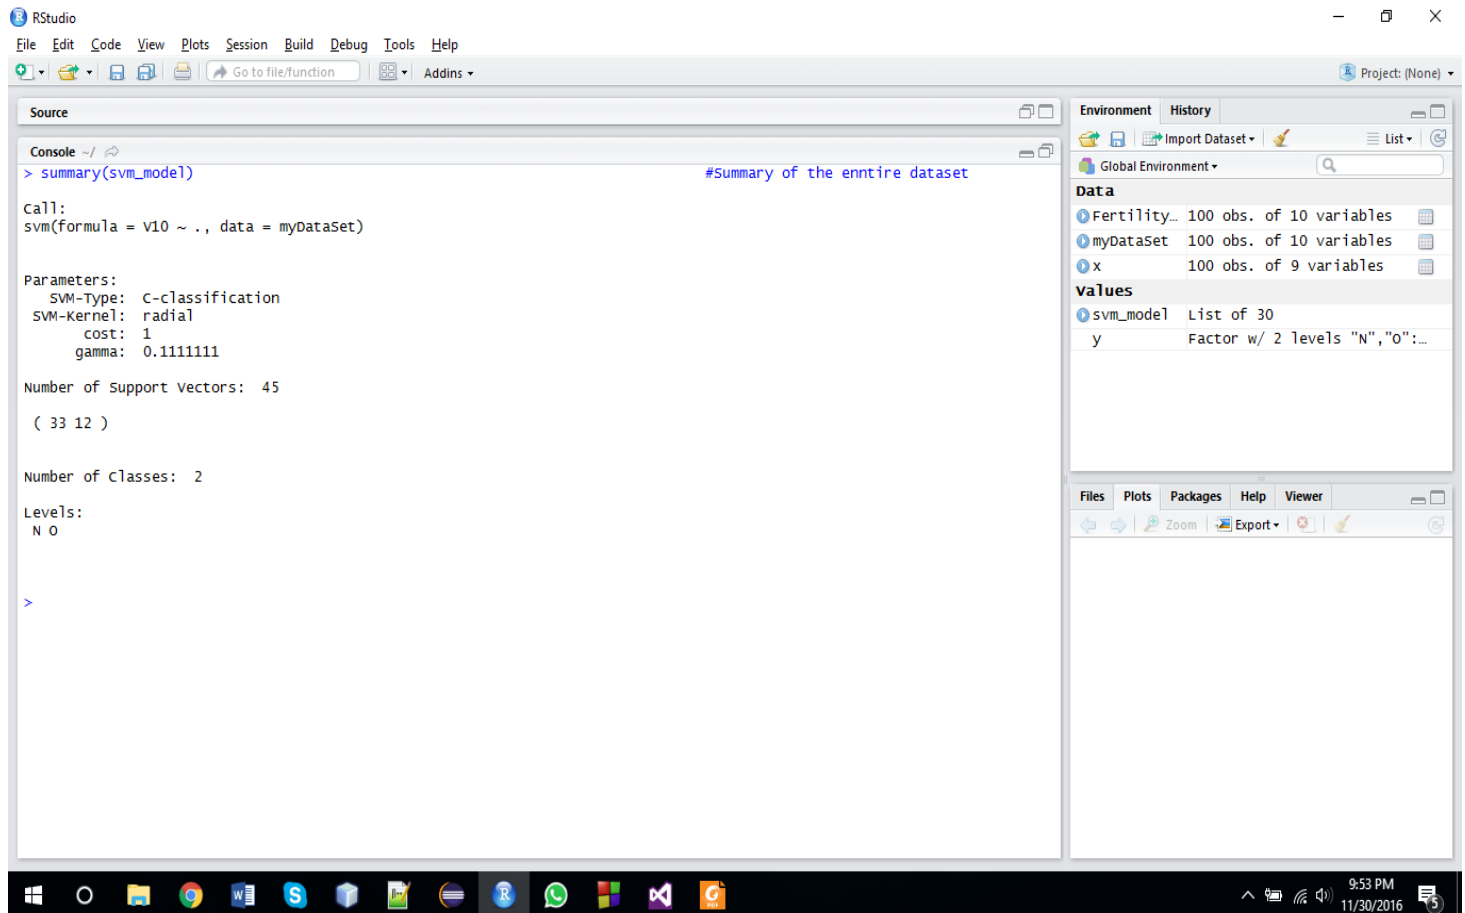 RStudio
File Edit Code View Plots Session Build Debug Tools Help
Go to file/function Addins Project: (None)
Source
Console ~/
> summary(svm_model) #Summary of the enntire dataset
Call:
svm(formula = V10 ~ ., data = myDataSet)
Parameters:
SVM-Type: C-classification
SVM-Kernel: radial
cost: 1
gamma: 0.1111111
Number of Support Vectors: 45
( 33 12 )
Number of Classes: 2
Levels:
N O
>
Environment History
Import Dataset List
Global Environment
Data
Fertility… 100 obs. of 10 variables
myDataSet 100 obs. of 10 variables
x 100 obs. of 9 variables
Values
svm_model List of 30
y Factor w/ 2 levels "N","O":…
Files Plots Packages Help Viewer
Zoom Export
9:53 PM
11/30/2016
5